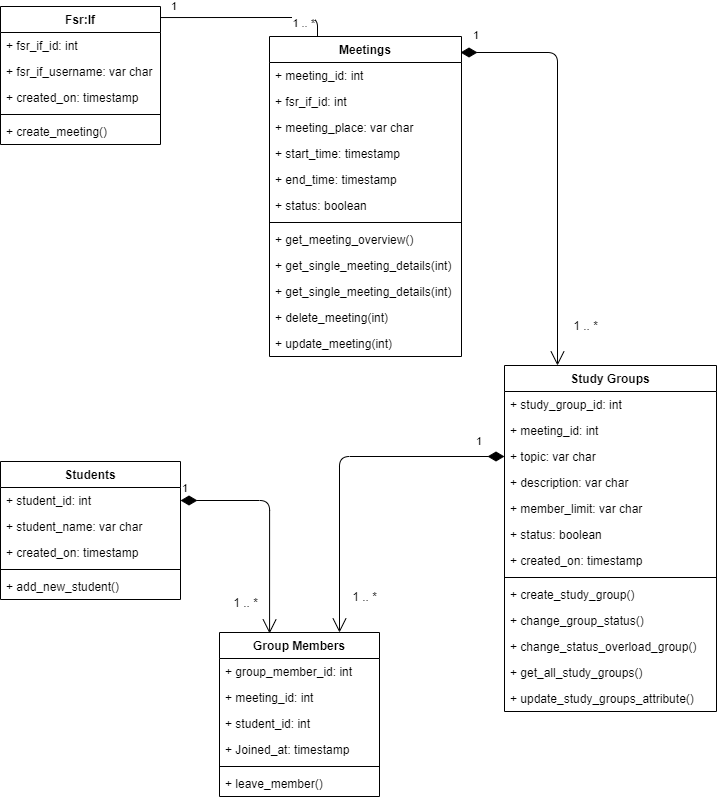 Fsr:If
+ fsr_if_id: int
+ fsr_if_username: var char
+ created_on: timestamp
+ create_meeting()
1
1 .. *
Meetings
+ meeting_id: int
+ fsr_if_id: int
+ meeting_place: var char
+ start_time: timestamp
+ end_time: timestamp
+ status: boolean
+ get_meeting_overview()
+ get_single_meeting_details(int)
+ get_single_meeting_details(int)
+ delete_meeting(int)
+ update_meeting(int)
1
1 .. *
Study Groups
+ study_group_id: int
+ meeting_id: int
+ topic: var char
+ description: var char
+ member_limit: var char
+ status: boolean
+ created_on: timestamp
+ create_study_group()
+ change_group_status()
+ change_status_overload_group()
+ get_all_study_groups()
+ update_study_groups_attribute()
1
1 .. *
Students
+ student_id: int
+ student_name: var char
+ created_on: timestamp
+ add_new_student()
1
1 .. *
Group Members
+ group_member_id: int
+ meeting_id: int
+ student_id: int
+ Joined_at: timestamp
+ leave_member()